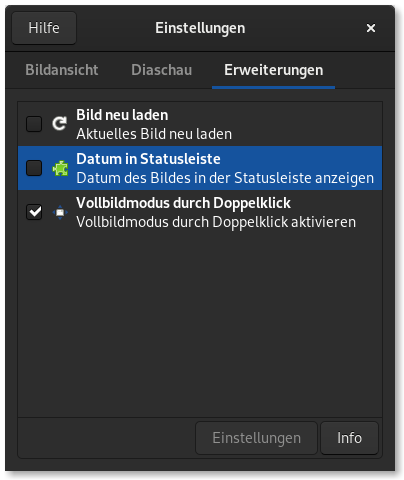 Hilfe
Einstellungen
Bildansicht
Diaschau
Erweiterungen
Bild neu laden
Aktuelles Bild neu laden
Datum in Statusleiste
Datum des Bildes in der Statusleiste anzeigen
Vollbildmodus durch Doppelklick
Vollbildmodus durch Doppelklick aktivieren
Einstellungen
Info